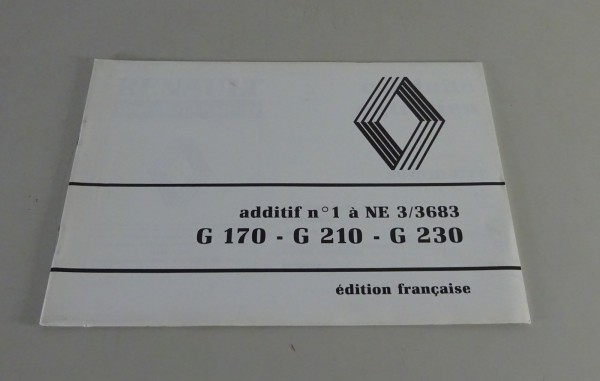 additif n°1 à NE 3/3683
G 170 - G 210 - G 230
édition française